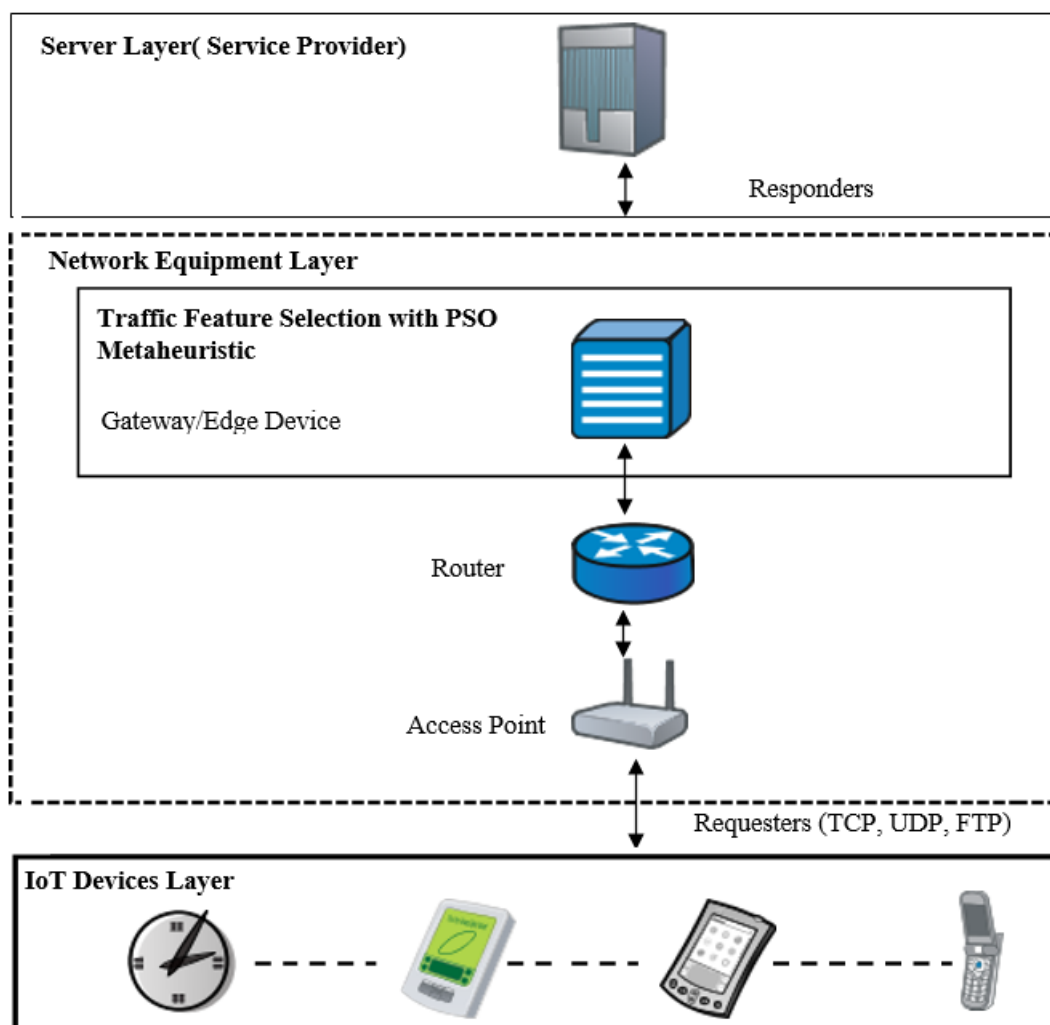 Server Layer( Service Provider)
Responders
Network Equipment Layer
Traffic Feature Selection with PSO
Metaheuristic
Gateway/Edge Device
Router
Access Point
Requesters (TCP, UDP, FTP)
IoT Devices Layer